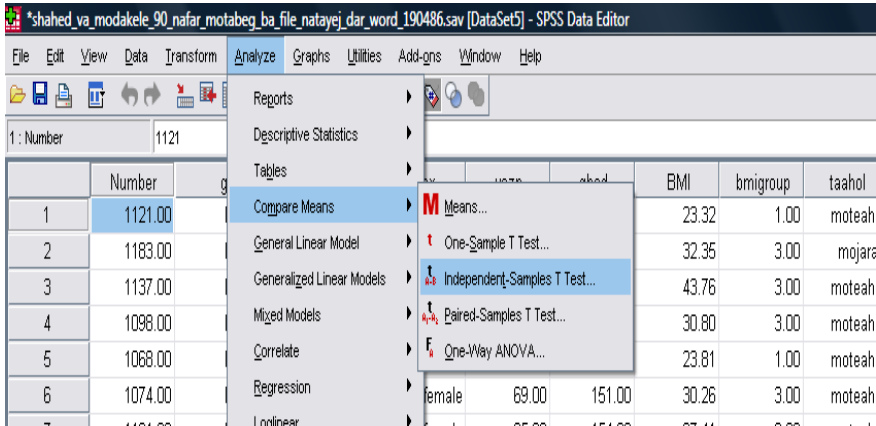 *shahed_va_modakele_90_nafar_motabeg_ba_file_natayej_dar_word_190486.sav [DataSet5] - SPSS Data Editor
File Edit View Data Transform Analyze Graphs Utilities Add-ons Window Help
1 : Number 1121
Number BMI bmigroup taahol
Reports
Descriptive Statistics
Tables
Compare Means
General Linear Model
Generalized Linear Models
Mixed Models
Correlate
Regression
Loglinear
M Means...
t One-Sample T Test...
Independent-Samples T Test...
Paired-Samples T Test...
One-Way ANOVA...
1 1121.00 23.32 1.00 moteah
2 1183.00 32.35 3.00 mojara
3 1137.00 43.76 3.00 moteah
4 1098.00 30.80 3.00 moteah
5 1068.00 23.81 1.00 moteah
6 1074.00 female 69.00 151.00 30.26 3.00 moteah